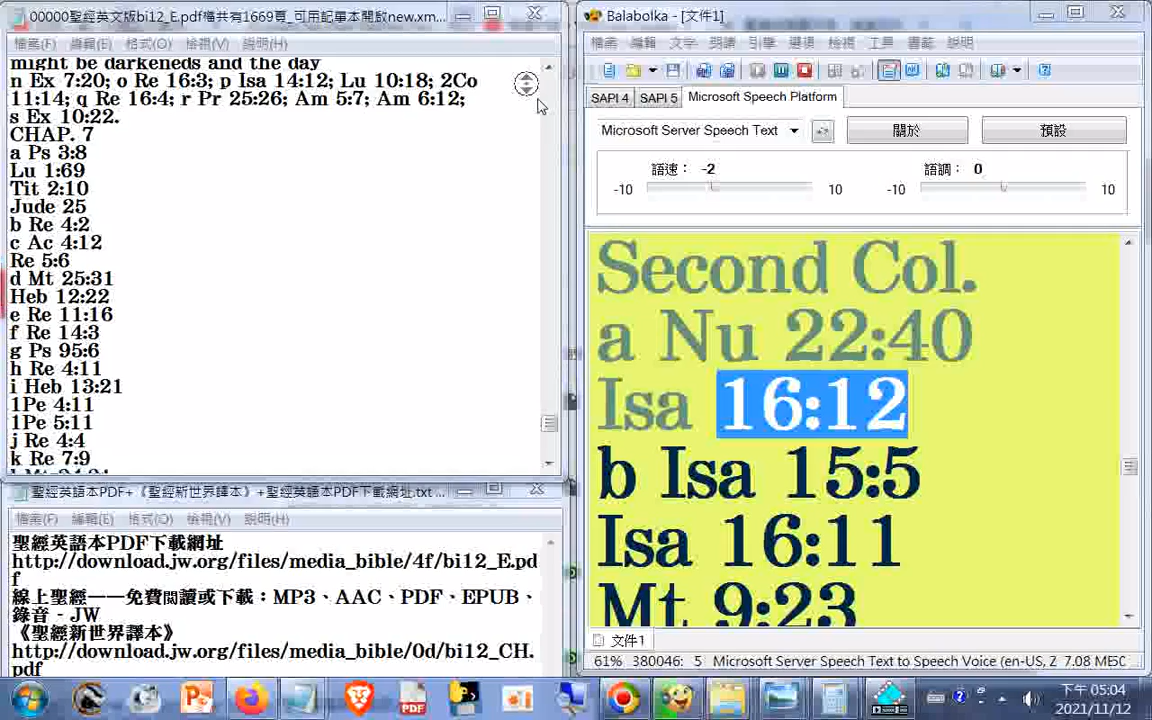 00000聖經英文版bi12_E.pdf檔共有1669頁_可用記事本開啟new.xm...
檔案(F) 編輯(E) 格式(O) 檢視(V) 說明(H)
might be darkeneds and the day
n Ex 7:20; o Re 16:3; p Isa 14:12; Lu 10:18; 2Co
11:14; q Re 16:4; r Pr 25:26; Am 5:7; Am 6:12;
s Ex 10:22.
CHAP. 7
a Ps 3:8
Lu 1:69
Tit 2:10
Jude 25
b Re 4:2
c Ac 4:12
Re 5:6
d Mt 25:31
Heb 12:22
e Re 11:16
f Re 14:3
g Ps 95:6
h Re 4:11
i Heb 13:21
1Pe 4:11
1Pe 5:11
j Re 4:4
k Re 7:9
聖經英語本PDF+《聖經新世界譯本》+聖經英語本PDF下載網址.txt ...
檔案(F) 編輯(E) 格式(O) 檢視(V) 說明(H)
聖經英語本PDF下載網址
http://download.jw.org/files/media_bible/4f/bi12_E.pd
f
線上聖經——免費閱讀或下載：MP3、AAC、PDF、EPUB、
錄音 - JW
《聖經新世界譯本》
http://download.jw.org/files/media_bible/0d/bi12_CH.
pdf
Balabolka - [文件1]
檔案 編輯 文字 朗讀 引擎 選項 檢視 工具 書籤 說明
SAPI 4 SAPI 5 Microsoft Speech Platform
Microsoft Server Speech Text 關於 預設
語速： -2 語調： 0
-10 10 -10 10
Second Col.
a Nu 22:40
Isa 16:12
b Isa 15:5
Isa 16:11
Mt 9:23
文件1
61% 380046: 5 Microsoft Server Speech Text to Speech Voice (en-US, Z 7.08 МБ
PDF
下午 05:04
2021/11/12